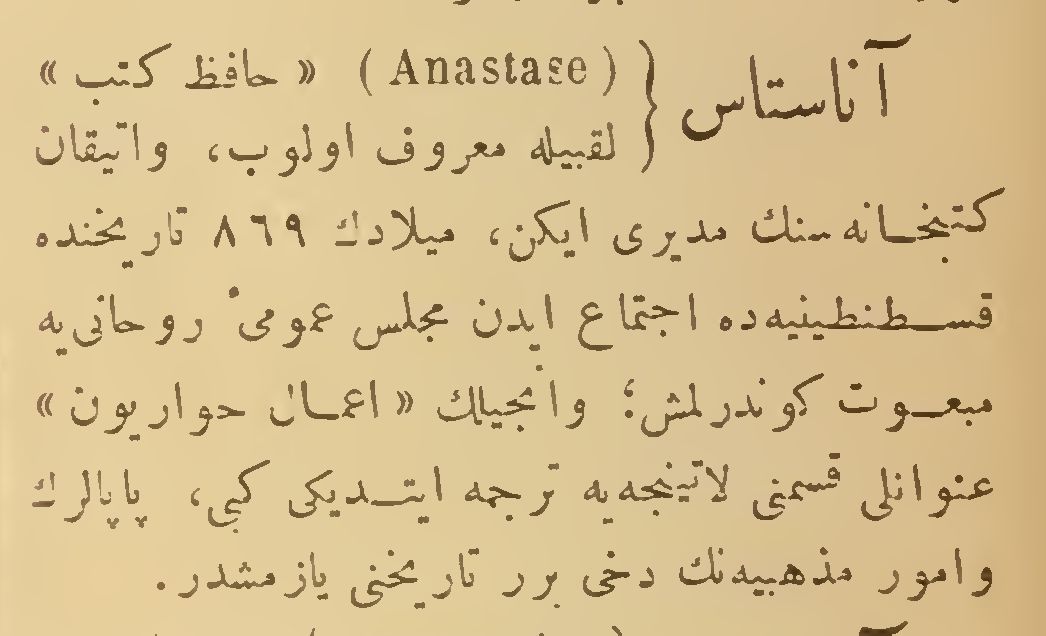 آناستاس { (Anastase) « حافظ كتب »
لقبيله معروف اولوب، واتيقان
كتبخانه سنك مديرى ايكن، ميلادك ٨٦٩ تاريخنده
قسطنطينيه ده اجتماع ايدن مجلس عمومىٔ روحانى يه
مبعوث كوندرلمش؛ وانجيلك « اعمال حواريون »
عنوانلى قسمنى لاتينجه يه ترجمه ايتديكى كبى، پاپالرك
وامور مذهبيه نك دخى برر تاريخنى يازمشدر.